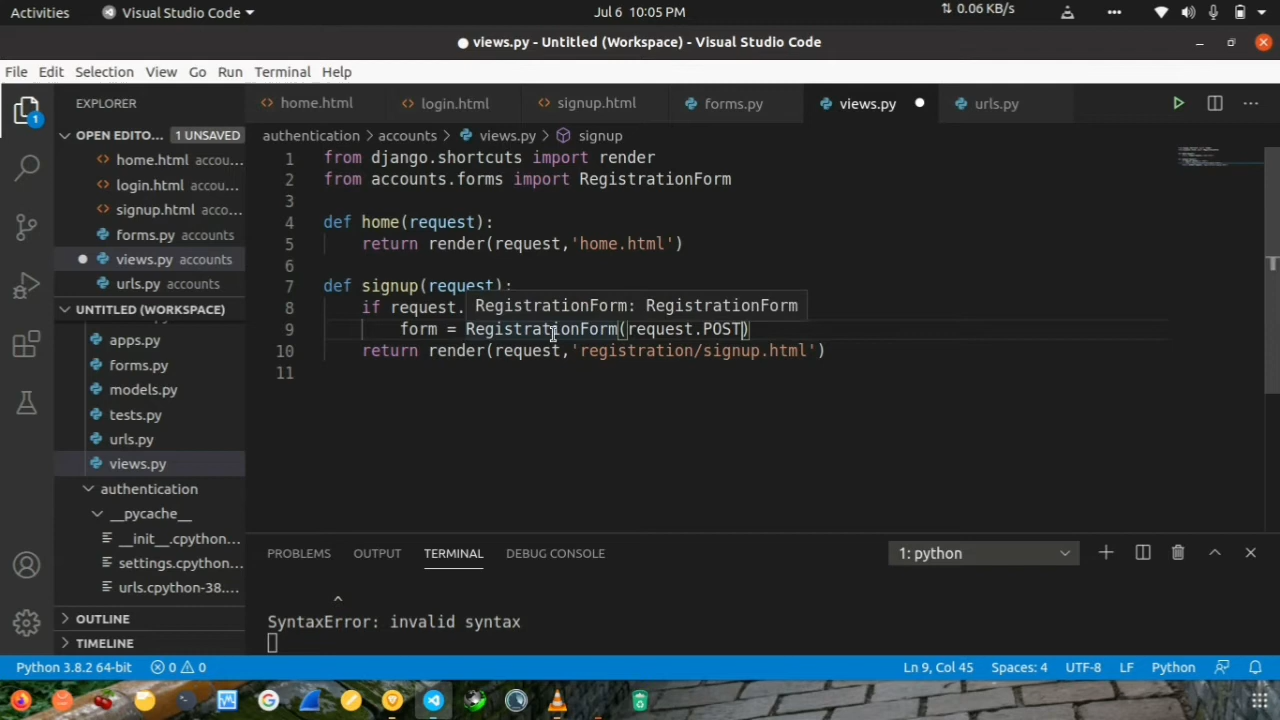 Activities
Visual Studio Code
Jul 6 10:05 PM
0.06 KB/s
views.py - Untitled (Workspace) - Visual Studio Code
File Edit Selection View Go Run Terminal Help
EXPLORER
home.html
login.html
signup.html
forms.py
views.py
urls.py
OPEN EDITO... 1 UNSAVED
home.html accou...
login.html accou...
signup.html acco...
forms.py accounts
views.py accounts
urls.py accounts
UNTITLED (WORKSPACE)
apps.py
forms.py
models.py
tests.py
urls.py
views.py
authentication
__pycache__
__init__.cpython...
settings.cpython...
urls.cpython-38....
OUTLINE
TIMELINE
1
authentication > accounts > views.py > signup
1 from django.shortcuts import render
2 from accounts.forms import RegistrationForm
3
4 def home(request):
5 return render(request,'home.html')
6
7 def signup(request):
8 if request.
RegistrationForm: RegistrationForm
9 form = RegistrationForm(request.POST)
10 return render(request,'registration/signup.html')
11
PROBLEMS OUTPUT TERMINAL DEBUG CONSOLE
1: python
^
SyntaxError: invalid syntax
Python 3.8.2 64-bit 0 0 Ln 9, Col 45 Spaces: 4 UTF-8 LF Python